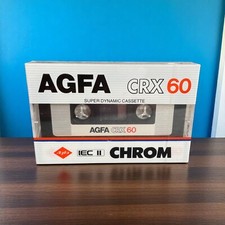 AGFA CRX 60
SUPER DYNAMIC CASSETTE
AGFA CRX 60
IEC II CHROM